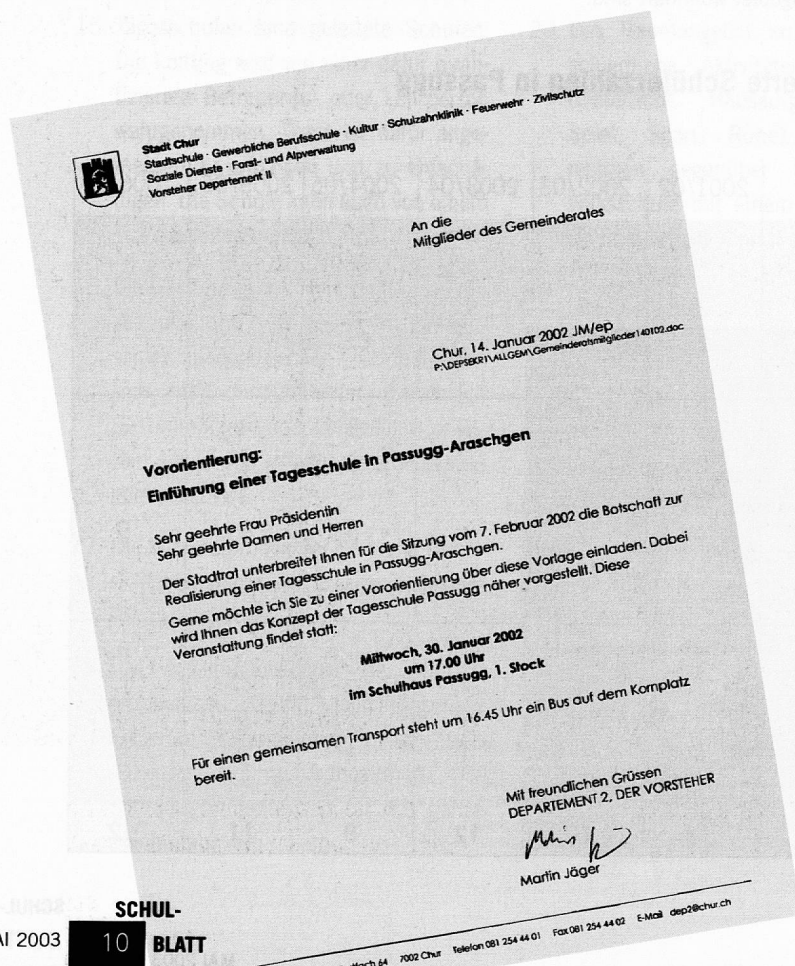 Stadt Chur
Stadtschule · Gewerbliche Berufsschule · Kultur · Schulzahnklinik · Feuerwehr · Zivilschutz
Soziale Dienste · Forst- und Alpverwaltung
Vorsteher Departement II
An die
Mitglieder des Gemeinderates
Chur, 14. Januar 2002 JM/ep
P:\DEPSEKR1\ALLGEM\Gemeinderatsmitglieder140102.doc
Vororientierung:
Einführung einer Tagesschule in Passugg-Araschgen
Sehr geehrte Frau Präsidentin
Sehr geehrte Damen und Herren
Der Stadtrat unterbreitet Ihnen für die Sitzung vom 7. Februar 2002 die Botschaft zur
Realisierung einer Tagesschule in Passugg-Araschgen.
Gerne möchte ich Sie zu einer Vororientierung über diese Vorlage einladen. Dabei
wird Ihnen das Konzept der Tagesschule Passugg näher vorgestellt. Diese
Veranstaltung findet statt:
Mittwoch, 30. Januar 2002
um 17.00 Uhr
im Schulhaus Passugg, 1. Stock
Für einen gemeinsamen Transport steht um 16.45 Uhr ein Bus auf dem Kornplatz
bereit.
Mit freundlichen Grüssen
DEPARTEMENT 2, DER VORSTEHER
Martin Jäger
64 7002 Chur Telefon 081 254 44 01 Fax 081 254 44 02 E-Mail dep2@chur.ch
SCHUL-
2003 10 BLATT